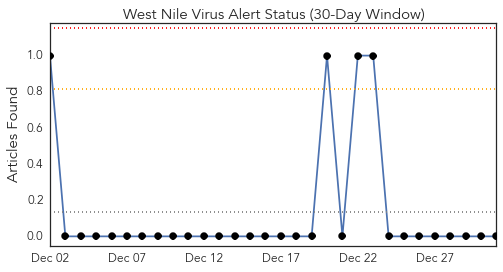 West Nile Virus Alert Status (30-Day Window)
Articles Found
1.0
0.8
0.6
0.4
0.2
0.0
Dec 02 Dec 07 Dec 12 Dec 17 Dec 22 Dec 27